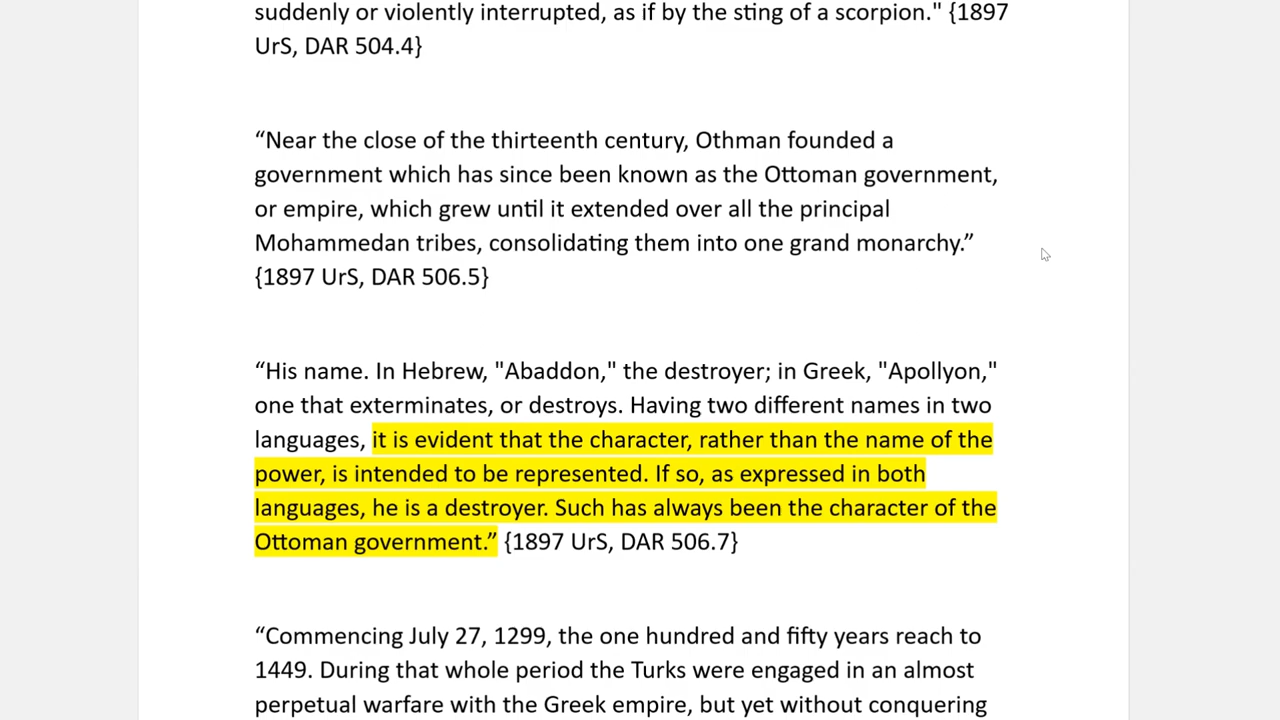 suddenly or violently interrupted, as if by the sting of a scorpion." {1897
UrS, DAR 504.4}
“Near the close of the thirteenth century, Othman founded a
government which has since been known as the Ottoman government,
or empire, which grew until it extended over all the principal
Mohammedan tribes, consolidating them into one grand monarchy.”
{1897 UrS, DAR 506.5}
“His name. In Hebrew, "Abaddon," the destroyer; in Greek, "Apollyon,"
one that exterminates, or destroys. Having two different names in two
languages, it is evident that the character, rather than the name of the
power, is intended to be represented. If so, as expressed in both
languages, he is a destroyer. Such has always been the character of the
Ottoman government.” {1897 UrS, DAR 506.7}
“Commencing July 27, 1299, the one hundred and fifty years reach to
1449. During that whole period the Turks were engaged in an almost
perpetual warfare with the Greek empire, but yet without conquering